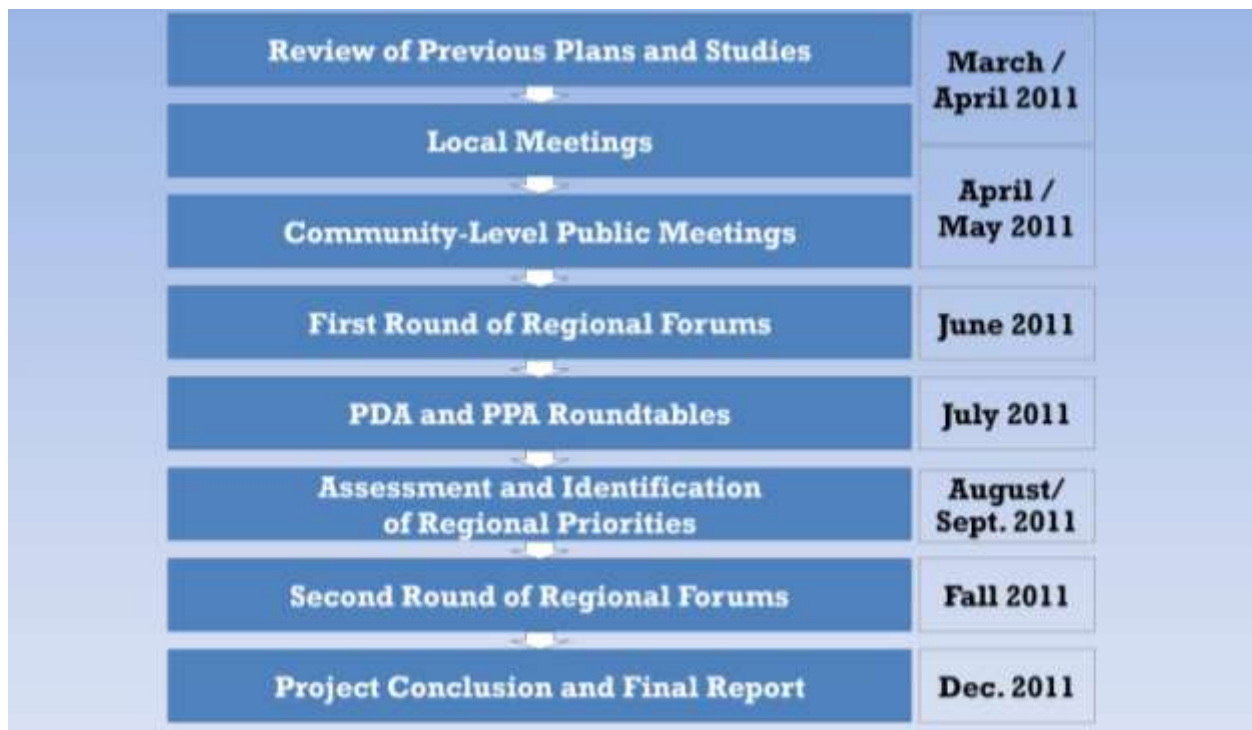 Review of Previous Plans and Studies
March /
April 2011
Local Meetings
April /
May 2011
Community-Level Public Meetings
First Round of Regional Forums
June 2011
PDA and PPA Roundtables
July 2011
Assessment and Identification
of Regional Priorities
August/
Sept. 2011
Second Round of Regional Forums
Fall 2011
Project Conclusion and Final Report
Dec. 2011